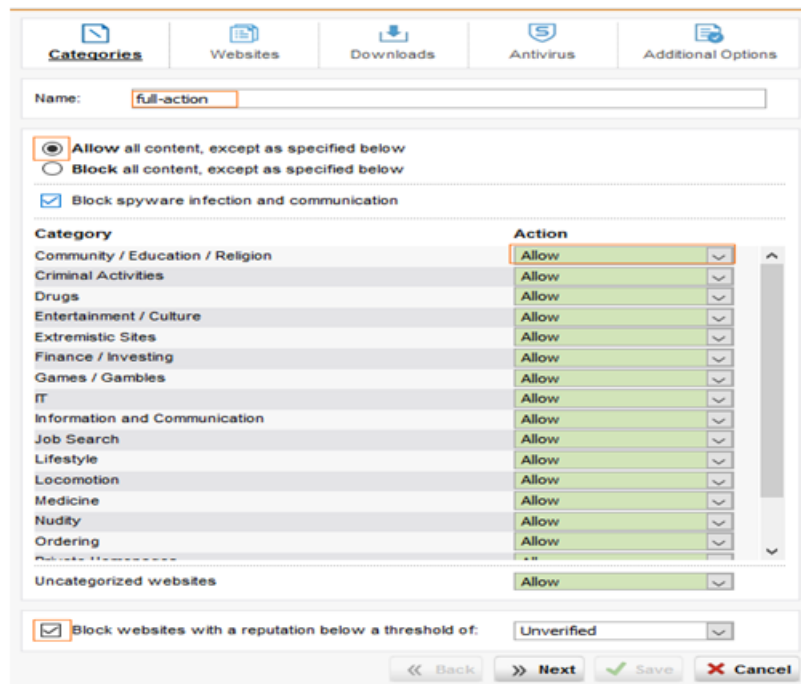 Categories Websites Downloads Antivirus Additional Options
Name: full-action
Allow all content, except as specified below
Block all content, except as specified below
Block spyware infection and communication
Category Action
Community / Education / Religion Allow
Criminal Activities Allow
Drugs Allow
Entertainment / Culture Allow
Extremistic Sites Allow
Finance / Investing Allow
Games / Gambles Allow
IT Allow
Information and Communication Allow
Job Search Allow
Lifestyle Allow
Locomotion Allow
Medicine Allow
Nudity Allow
Ordering Allow
Uncategorized websites Allow
Block websites with a reputation below a threshold of: Unverified
Back Next Save Cancel